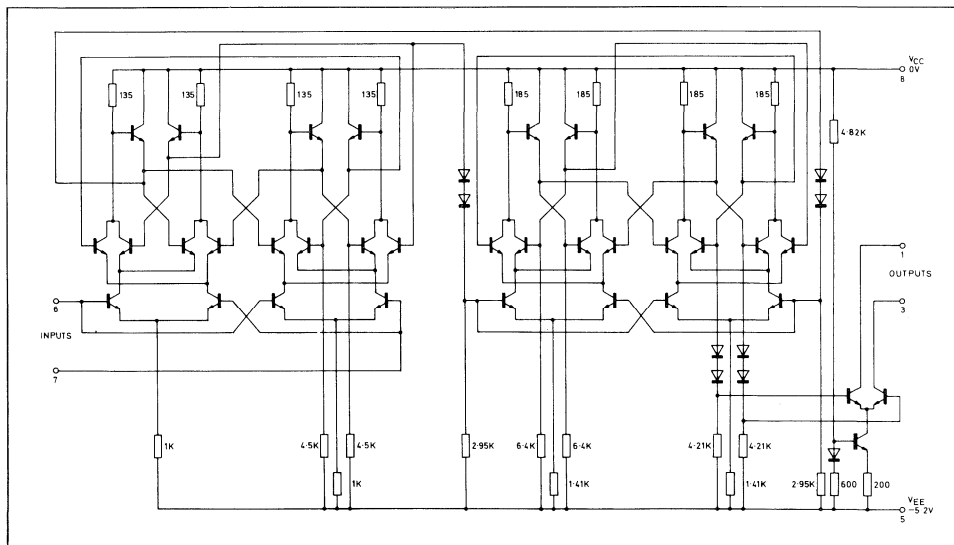 VCC
0V
8
135
135
135
135
185
185
185
185
4·82K
1
OUTPUTS
3
6
INPUTS
7
1K
4·5K
4·5K
2·95K
6·4K
6·4K
4·21K
4·21K
1K
1·41K
1·41K
2·95K
600
200
VEE
-5 2V
5